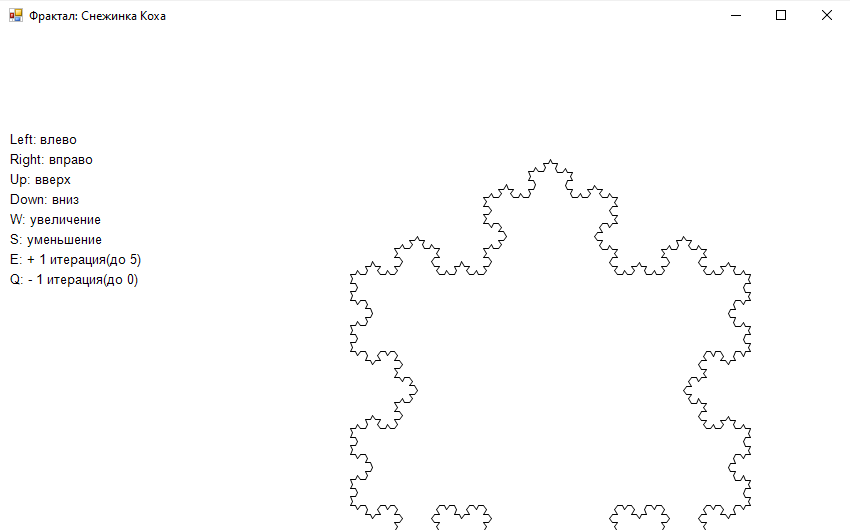 Фрактал: Снежинка Коха
Left: влево
Right: вправо
Up: вверх
Down: вниз
W: увеличение
S: уменьшение
E: + 1 итерация(до 5)
Q: - 1 итерация(до 0)